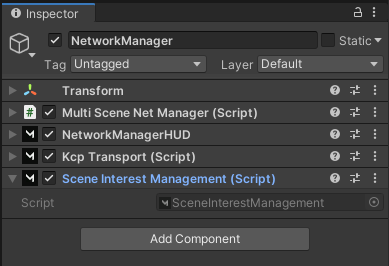 Inspector
NetworkManager Static
Tag Untagged Layer Default
Transform
# Multi Scene Net Manager (Script)
NetworkManagerHUD
Kcp Transport (Script)
Scene Interest Management (Script)
Script SceneInterestManagement
Add Component